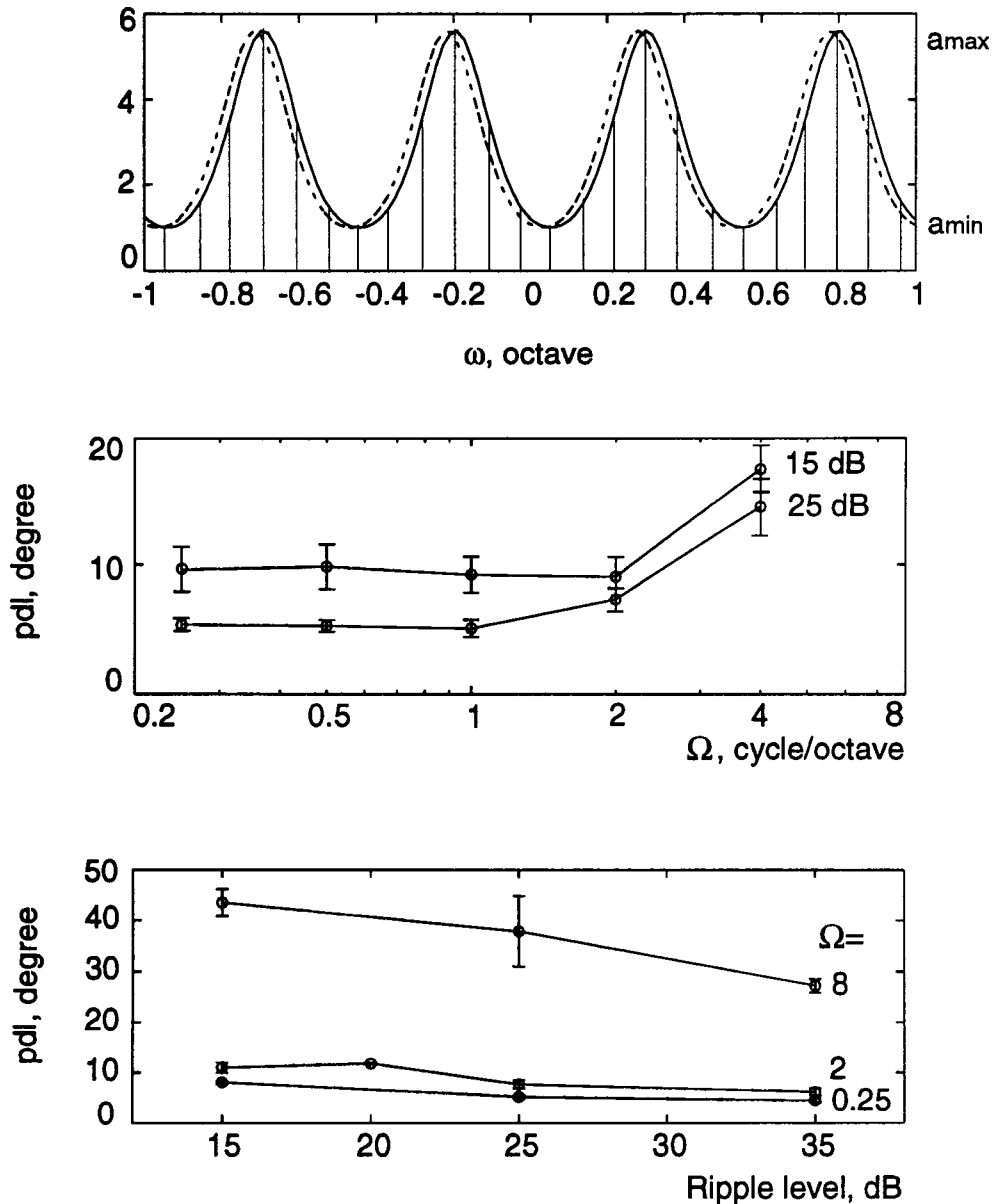 6
4
2
0
amax
amin
-1 -0.8 -0.6 -0.4 -0.2 0 0.2 0.4 0.6 0.8 1
ω, octave
pdl, degree
20
10
0
15 dB
25 dB
0.2 0.5 1 2 4 8
Ω, cycle/octave
pdl, degree
50
40
30
20
10
0
Ω=
8
2
0.25
15 20 25 30 35
Ripple level, dB